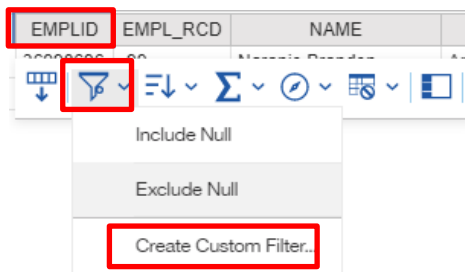 EMPLID EMPL_RCD NAME
Include Null
Exclude Null
Create Custom Filter...